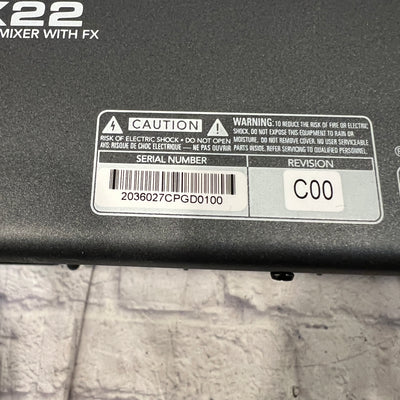 X22
MIXER WITH FX
CAUTION
RISK OF ELECTRIC SHOCK • DO NOT OPEN
AVIS: RISQUE DE CHOC ELECTRIQUE — NE PAS OUVRIR
WARNING: TO REDUCE THE RISK OF FIRE OR ELECTRIC
SHOCK, DO NOT EXPOSE THIS EQUIPMENT TO RAIN OR
MOISTURE. DO NOT REMOVE COVER. NO USER SERVICEABLE
PARTS INSIDE. REFER SERVICING TO QUALIFIED PERSONNEL.
SERIAL NUMBER
2036027CPGD0100
REVISION
C00